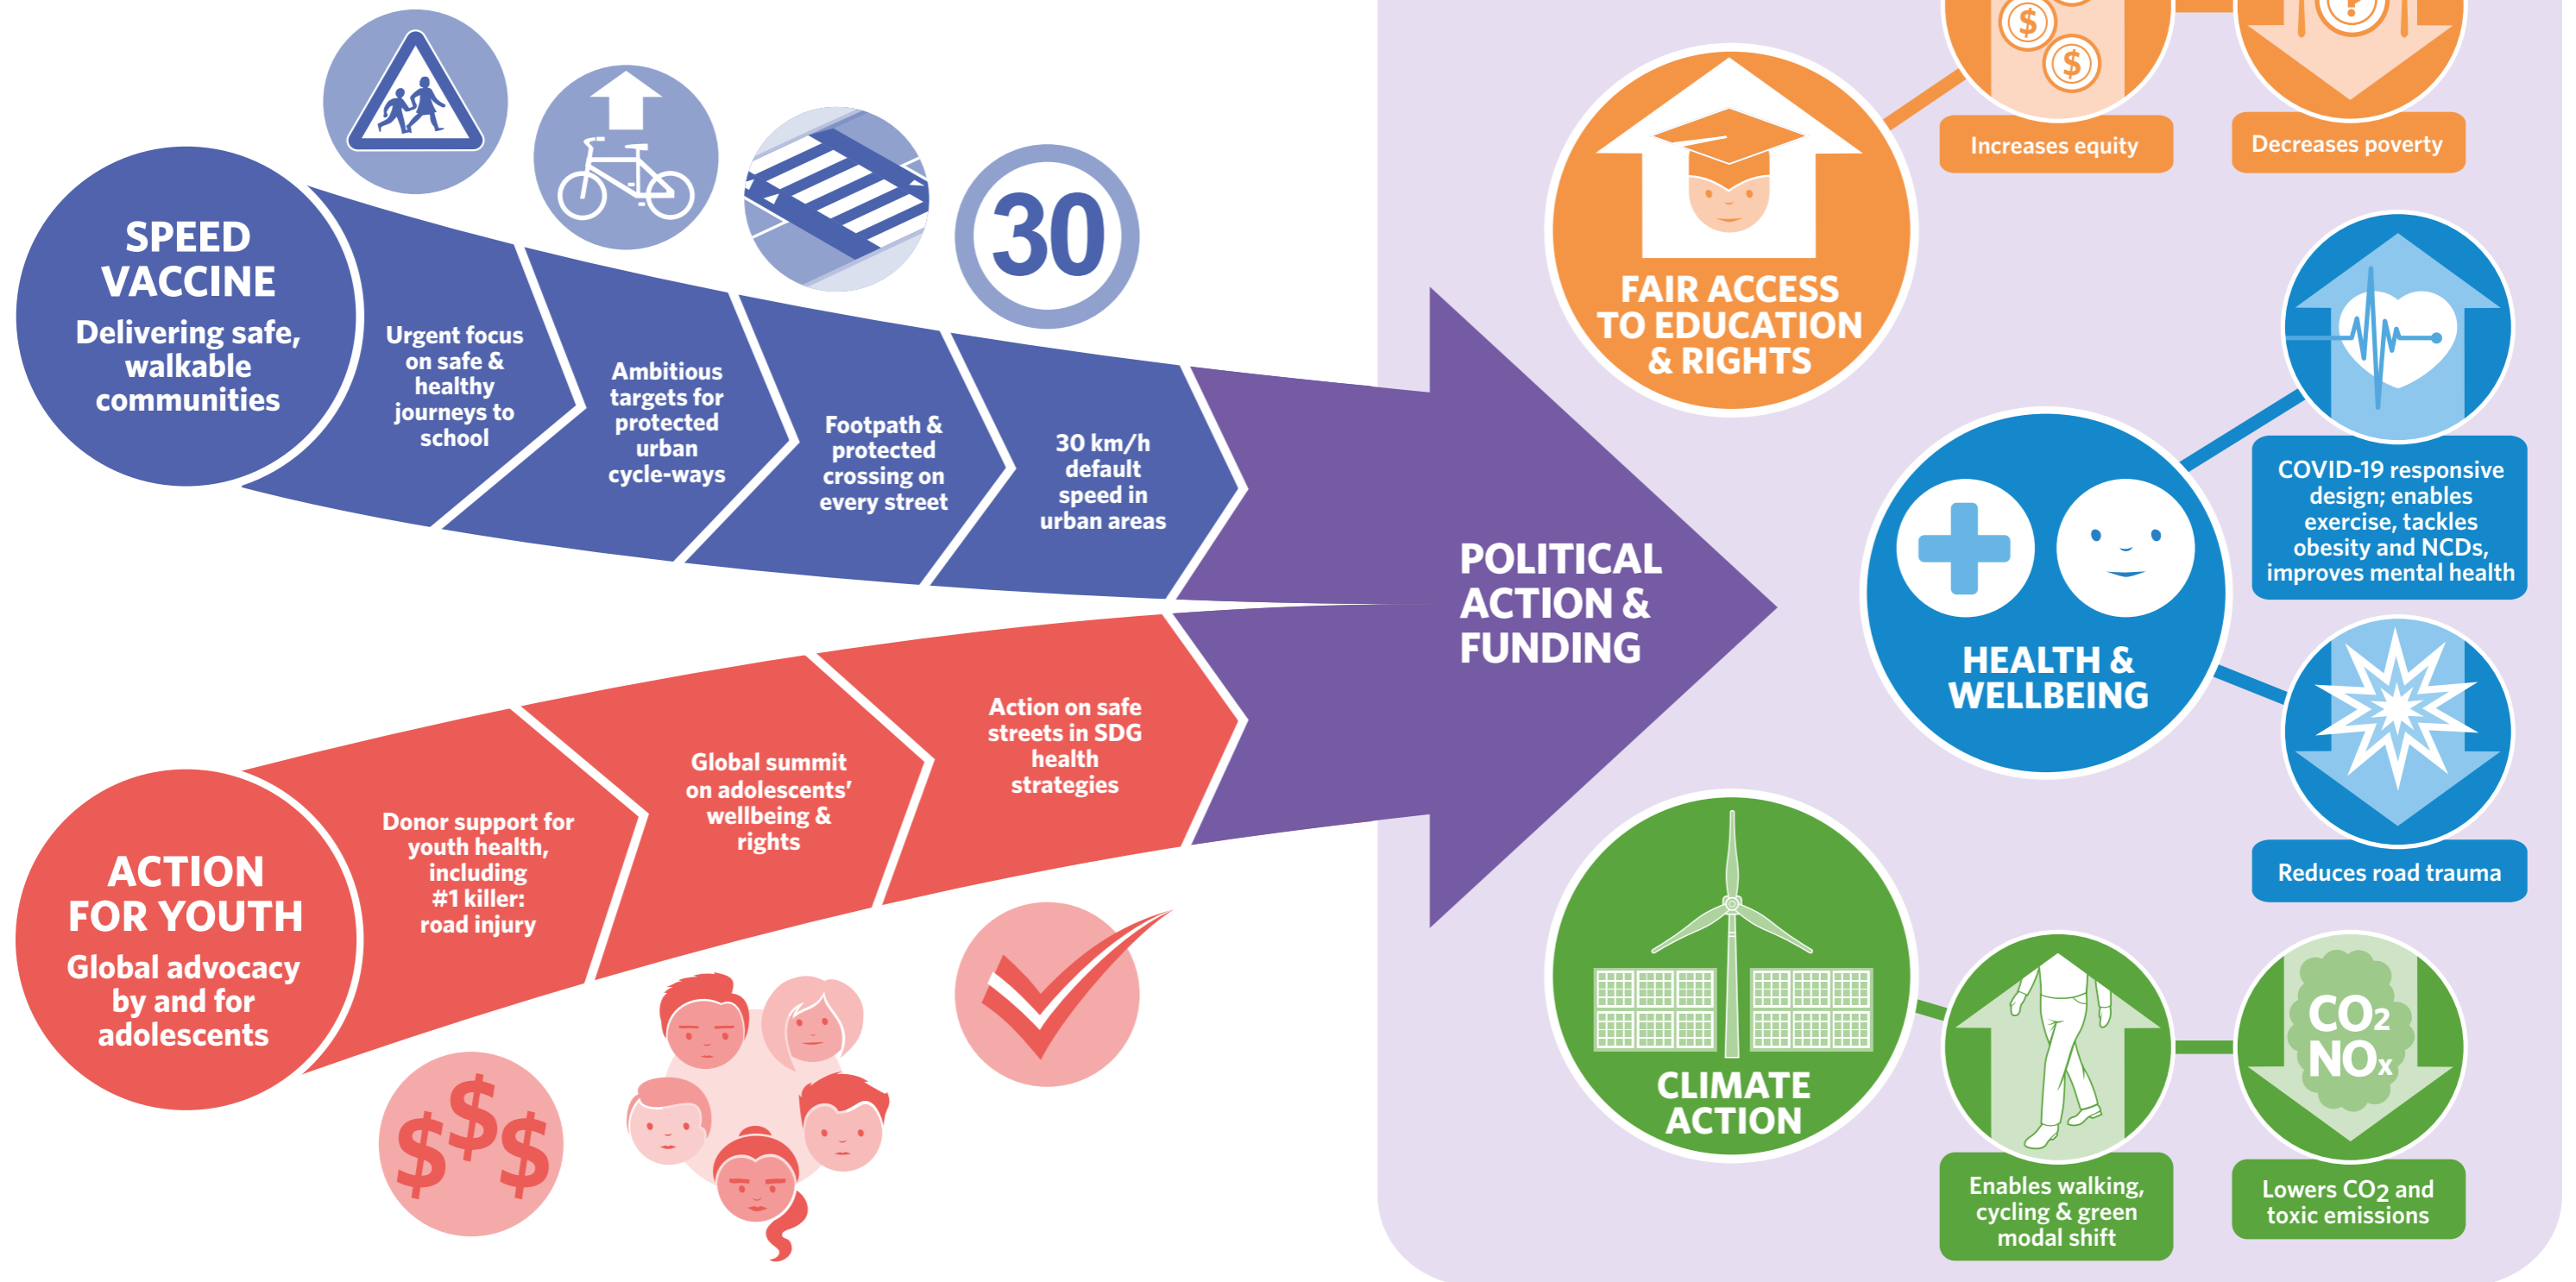 SPEED
VACCINE
Delivering safe,
walkable
communities
Urgent focus
on safe &
healthy
journeys to
school
Ambitious
targets for
protected
urban
cycle-ways
Footpath &
protected
crossing on
every street
30
30 km/h
default
speed in
urban areas
ACTION
FOR YOUTH
Global advocacy
by and for
adolescents
Donor support for
youth health,
including
#1 killer:
road injury
Global summit
on adolescents'
wellbeing &
rights
Action on safe
streets in SDG
health
strategies
$$$
POLITICAL
ACTION &
FUNDING
FAIR ACCESS
TO EDUCATION
& RIGHTS
$
$
Increases equity
?
Decreases poverty
HEALTH &
WELLBEING
COVID-19 responsive
design; enables
exercise, tackles
obesity and NCDs,
improves mental health
Reduces road trauma
CLIMATE
ACTION
Enables walking,
cycling & green
modal shift
CO2
NOx
Lowers CO2 and
toxic emissions